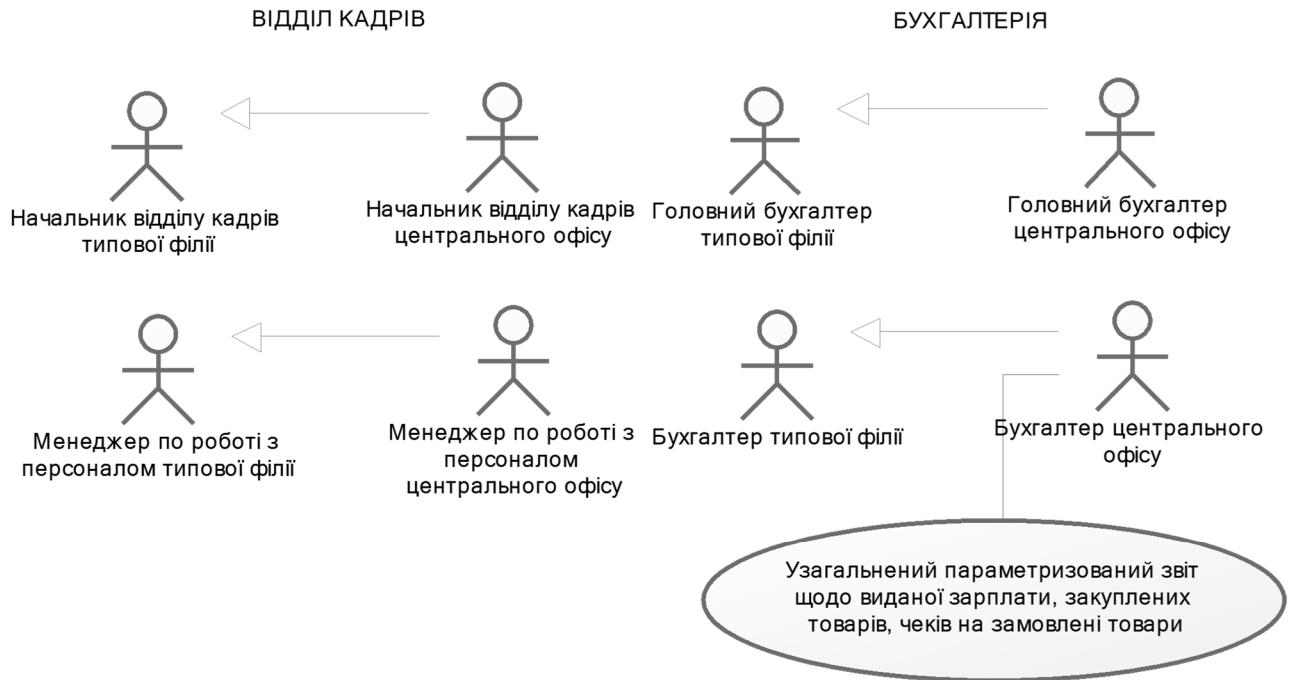 ВІДДІЛ КАДРІВ
БУХГАЛТЕРІЯ
Начальник відділу кадрів
типової філії
Начальник відділу кадрів
центрального офісу
Головний бухгалтер
типової філії
Головний бухгалтер
центрального офісу
Менеджер по роботі з
персоналом типової філії
Менеджер по роботі з
персоналом
центрального офісу
Бухгалтер типової філії
Бухгалтер центрального
офісу
Узагальнений параметризований звіт
щодо виданої зарплати, закуплених
товарів, чеків на замовлені товари